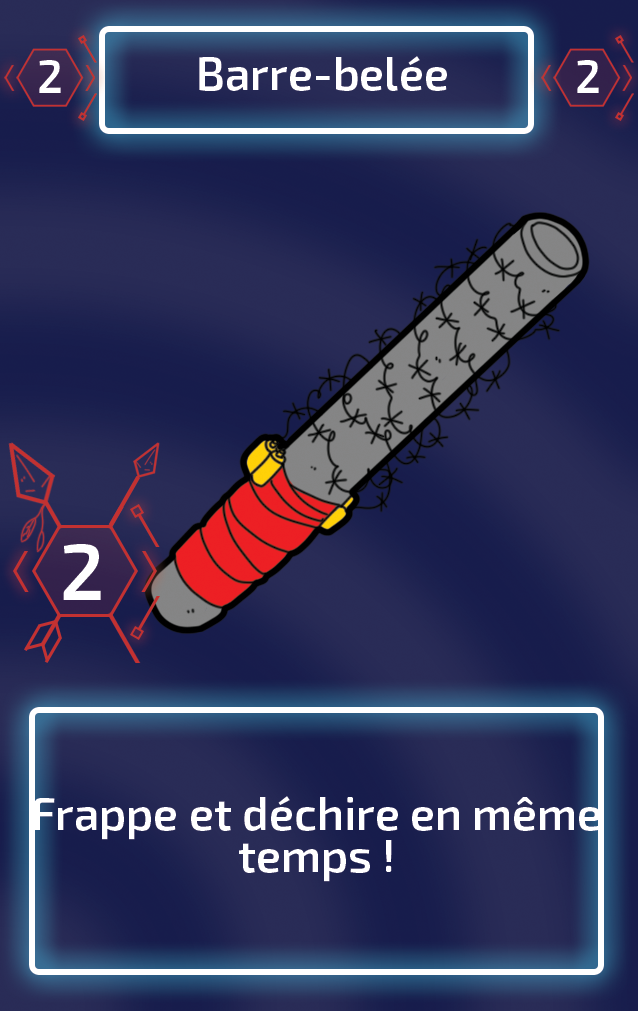 2
Barre-belée
2
2
Frappe et déchire en même
temps !